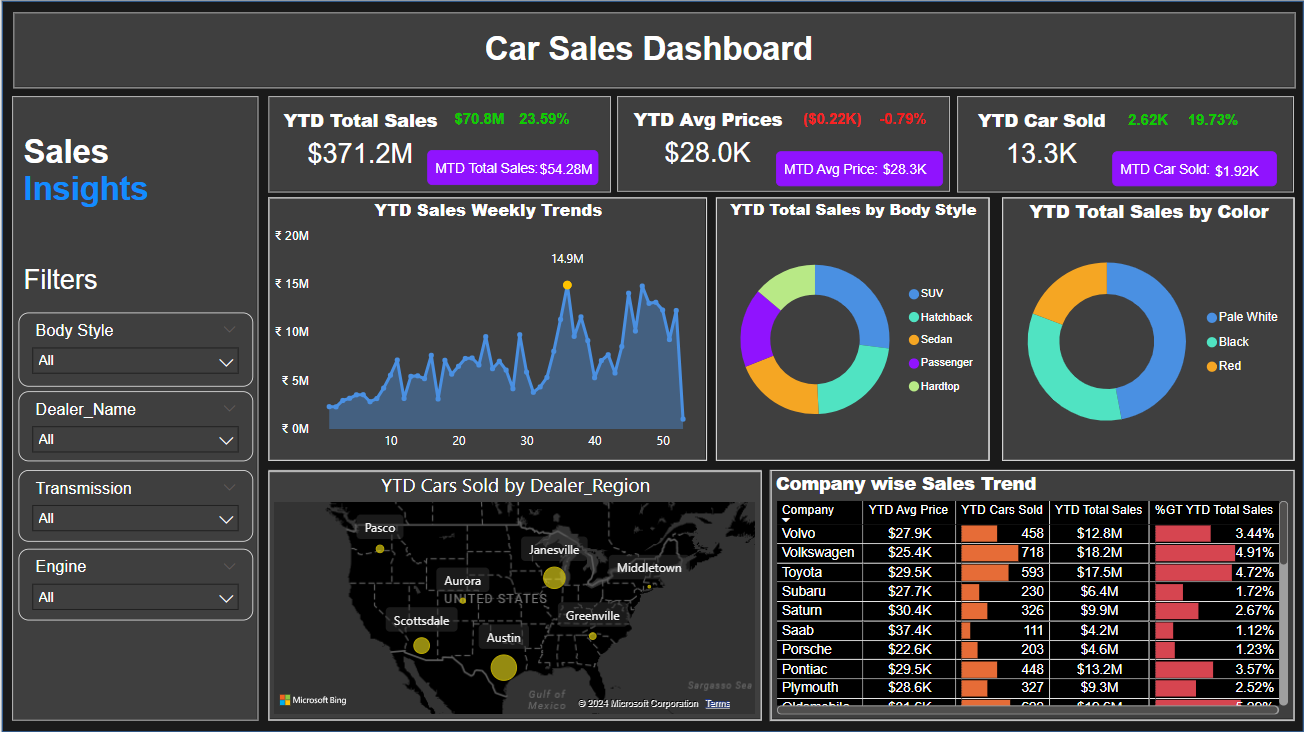 Car Sales Dashboard
Sales
Insights
Filters
Body Style
All
Dealer_Name
All
Transmission
All
Engine
All
YTD Total Sales $70.8M 23.59%
$371.2M
MTD Total Sales: $54.28M
YTD Avg Prices ($0.22K) -0.79%
$28.0K
MTD Avg Price: $28.3K
YTD Car Sold 2.62K 19.73%
13.3K
MTD Car Sold: $1.92K
YTD Sales Weekly Trends
₹ 20M
₹ 15M
₹ 10M
₹ 5M
₹ 0M
14.9M
10 20 30 40 50
YTD Total Sales by Body Style
SUV
Hatchback
Sedan
Passenger
Hardtop
YTD Total Sales by Color
Pale White
Black
Red
YTD Cars Sold by Dealer_Region
Pasco
Janesville
Middletown
Aurora
UNITED STATES
Scottsdale
Greenville
Austin
Gulf of
Mexico
Sargasso Sea
Microsoft Bing
© 2024 Microsoft Corporation Terms
Company wise Sales Trend
Company YTD Avg Price YTD Cars Sold YTD Total Sales %GT YTD Total Sales
Volvo $27.9K 458 $12.8M 3.44%
Volkswagen $25.4K 718 $18.2M 4.91%
Toyota $29.5K 593 $17.5M 4.72%
Subaru $27.7K 230 $6.4M 1.72%
Saturn $30.4K 326 $9.9M 2.67%
Saab $37.4K 111 $4.2M 1.12%
Porsche $22.6K 203 $4.6M 1.23%
Pontiac $29.5K 448 $13.2M 3.57%
Plymouth $28.6K 327 $9.3M 2.52%
Oldsmobile